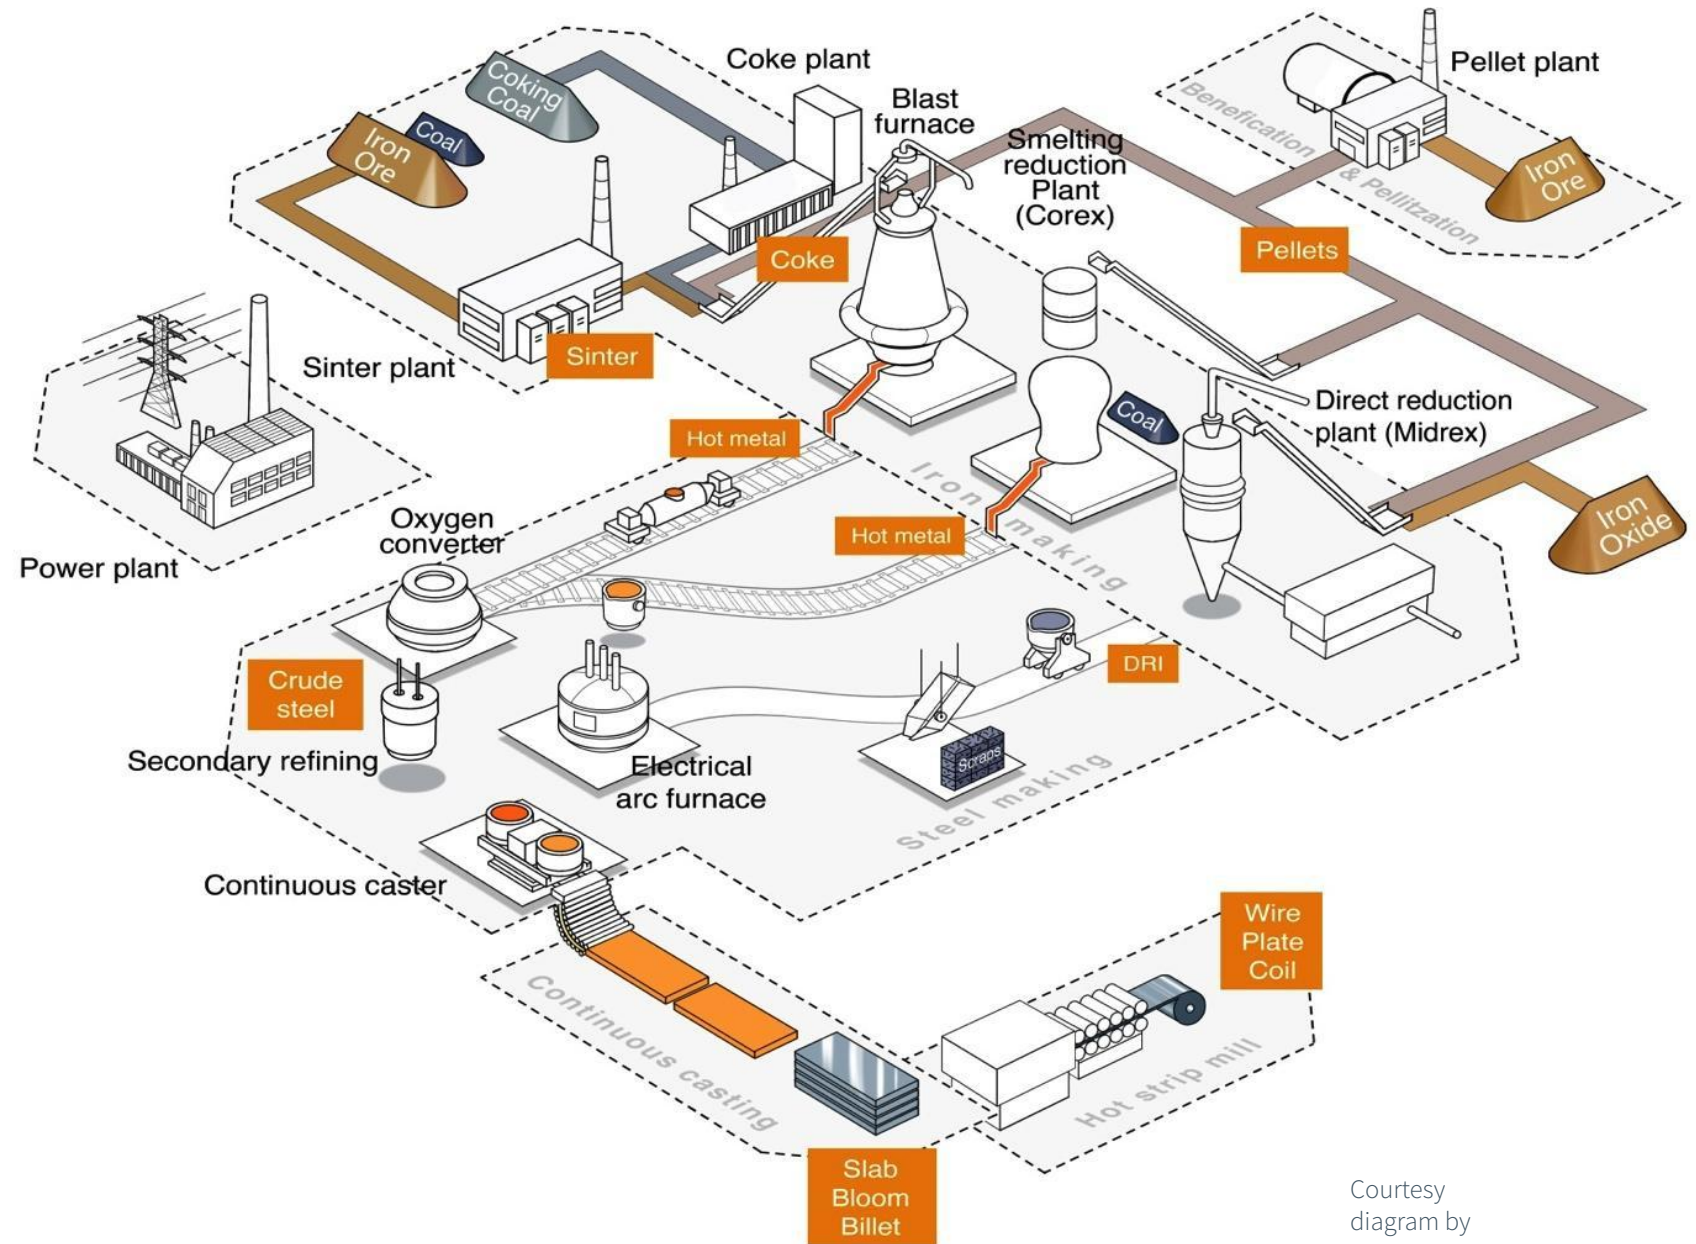 Coke plant
Coking
Coal
Coal
Iron
Ore
Blast
furnace
Smelting
reduction
Plant
(Corex)
Pellet plant
Benefication
& Pellitzation
Iron
Ore
Coke
Pellets
Sinter
Sinter plant
Hot metal
Coal
Direct reduction
plant (Midrex)
Iron making
Hot metal
Iron
Oxide
Power plant
Oxygen
converter
DRI
Crude
steel
Secondary refining
Electrical
arc furnace
Scraps
Steel making
Continuous caster
Wire
Plate
Coil
Continuous casting
Hot strip mill
Slab
Bloom
Billet
Courtesy
diagram by